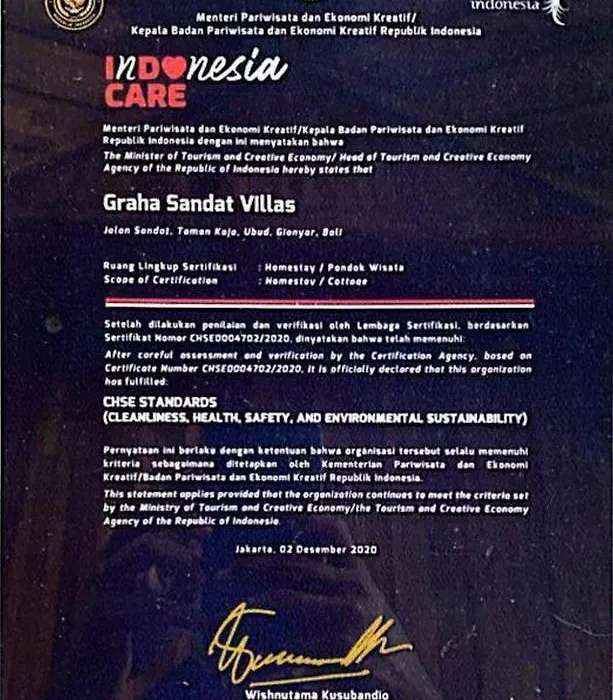 indonesia
Menteri Pariwisata dan Ekonomi Kreatif/
Kepala Badan Pariwisata dan Ekonomi Kreatif Republik Indonesia
INDONesia
CARE
Menteri Pariwisata dan Ekonomi Kreatif/Kepala Badan Pariwisata dan Ekonomi Kreatif
Republik Indonesia dengan ini menyatakan bahwa
The Minister of Tourism and Creative Economy/ Head of Tourism and Creative Economy
Agency of the Republic of Indonesia hereby states that
Graha Sandat VIllas
Jalan Sandat, Taman Kaja, Ubud, Gianyar, Bali
Ruang Lingkup Sertifikasi : Homestay / Pondok Wisata
Scope of Certification : Homestay / Cottage
Setelah dilakukan penilaian dan verifikasi oleh Lembaga Sertifikasi, berdasarkan
Sertifikat Nomor CHSE0004702/2020, dinyatakan bahwa telah memenuhi:
After careful assessment and verification by the Certification Agency, based on
Certificate Number CHSE0004702/2020, it is officially declared that this organization
has fulfilled:
CHSE STANDARDS
(CLEANLINESS, HEALTH, SAFETY, AND ENVIRONMENTAL SUSTAINABILITY)
Pernyataan ini berlaku dengan ketentuan bahwa organisasi tersebut selalu memenuhi
kriteria sebagaimana ditetapkan oleh Kementerian Pariwisata dan Ekonomi
Kreatif/Badan Pariwisata dan Ekonomi Kreatif Republik Indonesia.
This statement applies provided that the organization continues to meet the criteria set
by the Ministry of Tourism and Creative Economy/the Tourism and Creative Economy
Agency of the Republic of Indonesia.
Jakarta, 02 Desember 2020
Wishnutama Kusubandio